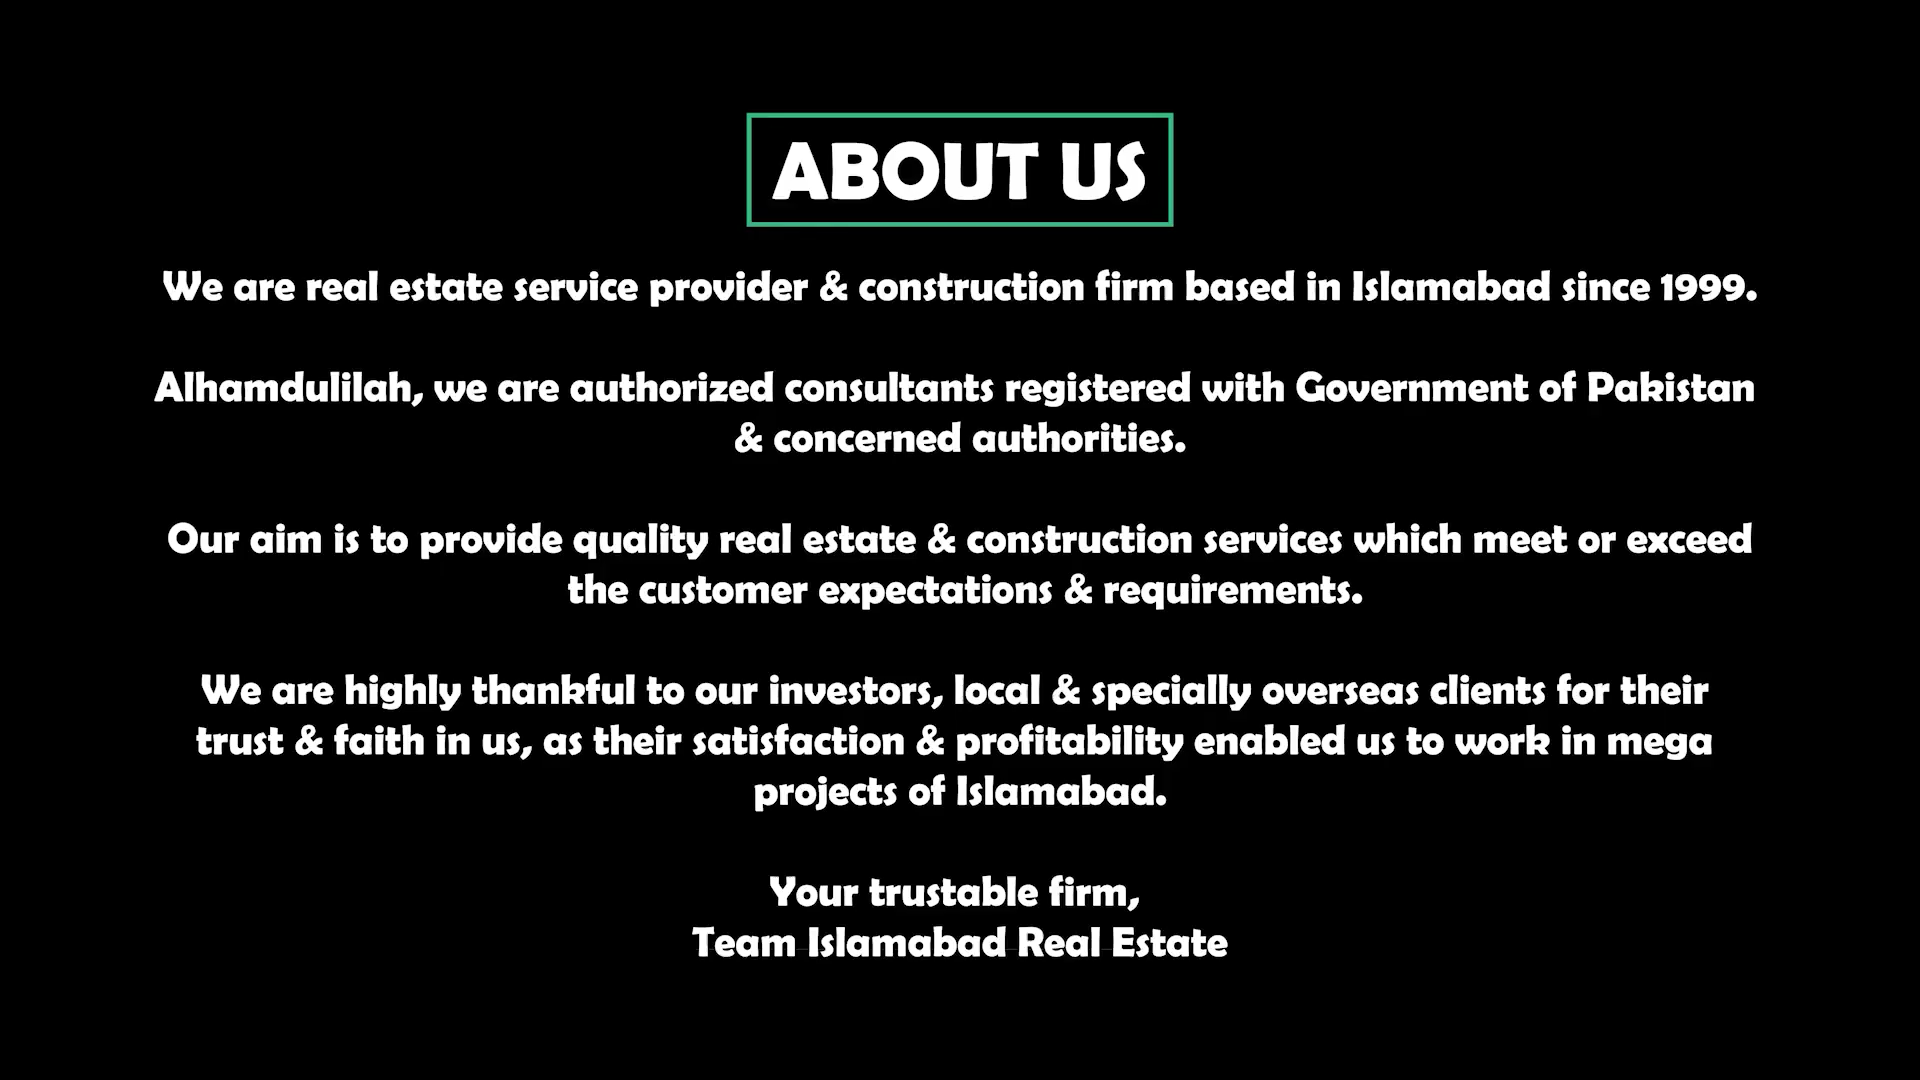 ABOUT US
We are real estate service provider & construction firm based in Islamabad since 1999.
Alhamdulilah, we are authorized consultants registered with Government of Pakistan
& concerned authorities.
Our aim is to provide quality real estate & construction services which meet or exceed
the customer expectations & requirements.
We are highly thankful to our investors, local & specially overseas clients for their
trust & faith in us, as their satisfaction & profitability enabled us to work in mega
projects of Islamabad.
Your trustable firm,
Team Islamabad Real Estate